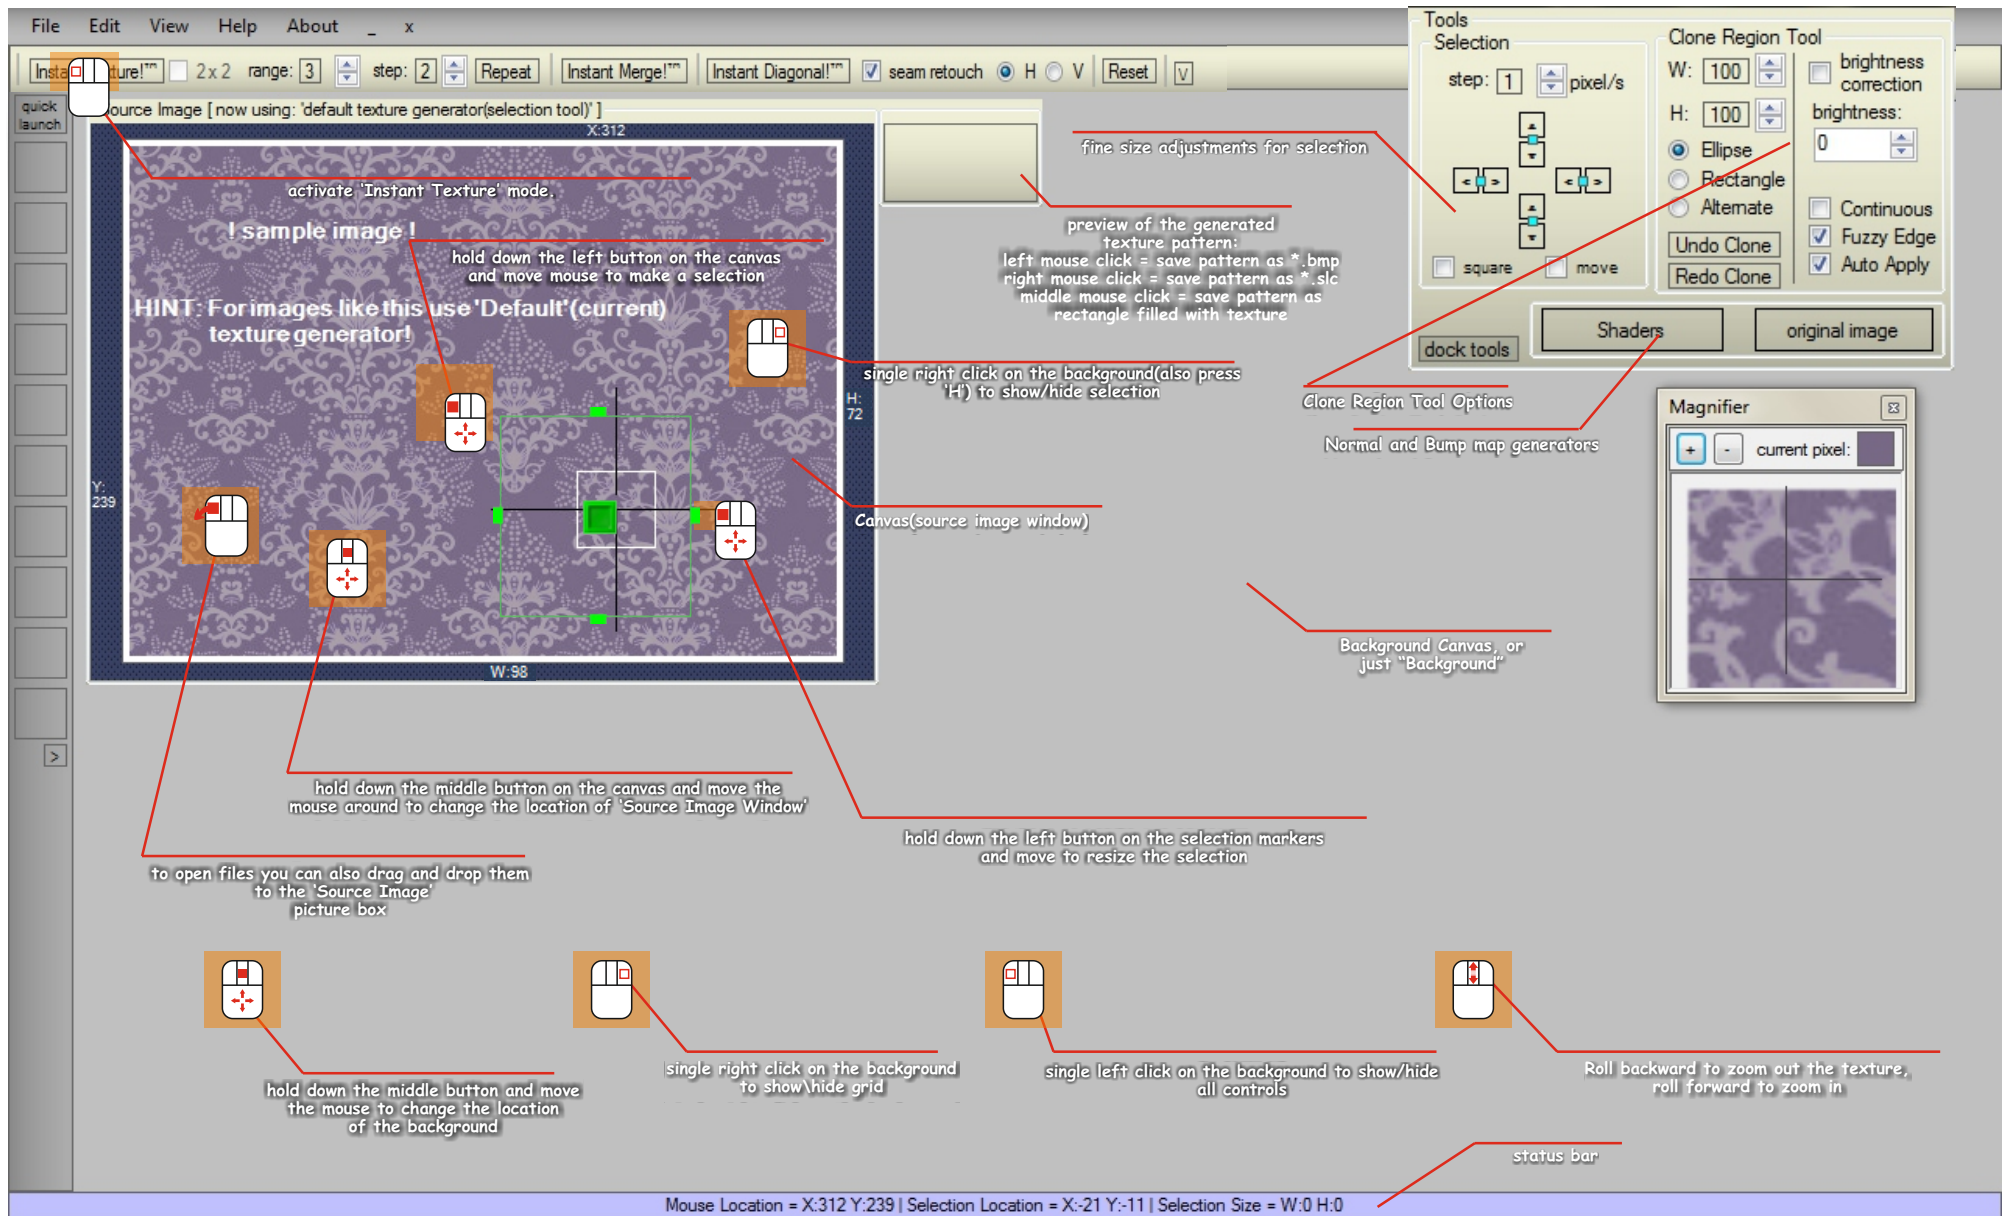 File Edit View Help About _ x
Insta ture!™ 2 x 2 range: 3 step: 2 Repeat Instant Merge!™ Instant Diagonal!™ seam retouch H V Reset V
quick
launch
>
ource Image [ now using: 'default texture generator(selection tool)' ]
X:312
activate 'Instant Texture' mode.
! sample image !
hold down the left button on the canvas
and move mouse to make a selection
HINT: For images like this use 'Default'(current)
texture generator!
H:
72
Y:
239
W:98
preview of the generated
texture pattern:
left mouse click = save pattern as *.bmp
right mouse click = save pattern as *.slc
middle mouse click = save pattern as
rectangle filled with texture
single right click on the background(also press
'H') to show/hide selection
Canvas(source image window)
fine size adjustments for selection
Tools
Selection
step: 1 pixel/s
square move
Clone Region Tool
W: 100
H: 100
Ellipse
Rectangle
Alternate
Undo Clone
Redo Clone
brightness
correction
brightness:
0
Continuous
Fuzzy Edge
Auto Apply
dock tools
Shaders
original image
Clone Region Tool Options
Normal and Bump map generators
Magnifier
+ - current pixel:
Background Canvas, or
just "Background"
hold down the middle button on the canvas and move the
mouse around to change the location of 'Source Image Window'
hold down the left button on the selection markers
and move to resize the selection
to open files you can also drag and drop them
to the 'Source Image'
picture box
hold down the middle button and move
the mouse to change the location
of the background
single right click on the background
to show\hide grid
single left click on the background to show/hide
all controls
Roll backward to zoom out the texture,
roll forward to zoom in
status bar
Mouse Location = X:312 Y:239 | Selection Location = X:-21 Y:-11 | Selection Size = W:0 H:0